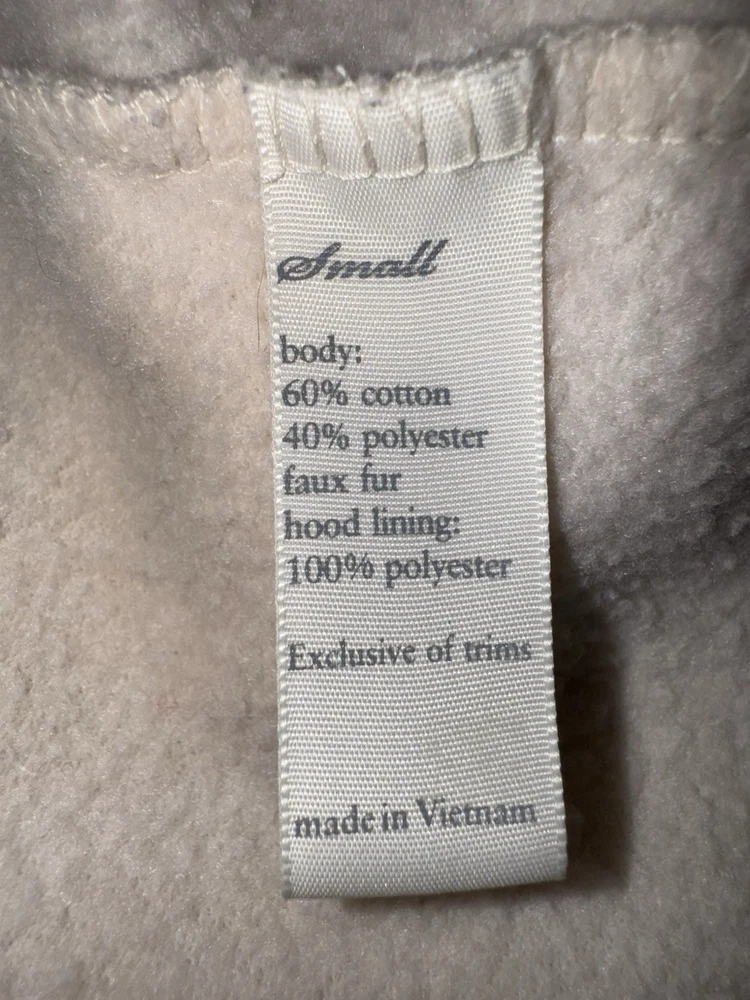 Small
body:
60% cotton
40% polyester
faux fur
hood lining:
100% polyester
Exclusive of trims
made in Vietnam